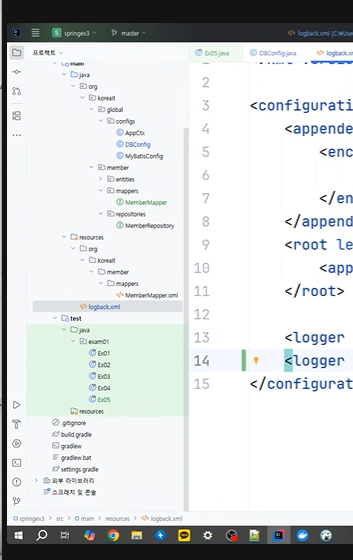 springex3
master
logback.xml [C:
프로젝트
Ex05.java
DBConfig.java
logback.x
main
java
org
koreait
global
configs
AppCtx
DBConfig
MyBatisConfig
member
entities
mappers
MemberMapper
repositories
MemberRepository
resources
org
koreait
member
mappers
MemberMapper.xml
logback.xml
test
java
exam01
Ex01
Ex02
Ex03
Ex04
Ex05
resources
.gitignore
build.gradle
gradlew
gradlew.bat
settings.gradle
외부 라이브러리
스크래치 및 콘솔
2
3 <configurati
4 <appende
5 <enc
6
7 </en
8 </append
9 <root le
10 <app
11 </root>
12
13 <logger
14 <logger
15 </configurat
springex3 > src > main > resources > logback.xml